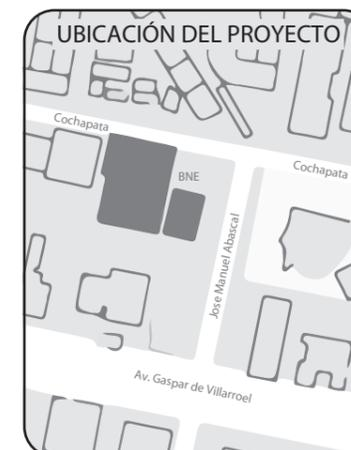 UBICACIÓN DEL PROYECTO
Cochapata
Cochapata
BNE
Jose Manuel Abascal
Av. Gaspar de Villarroel